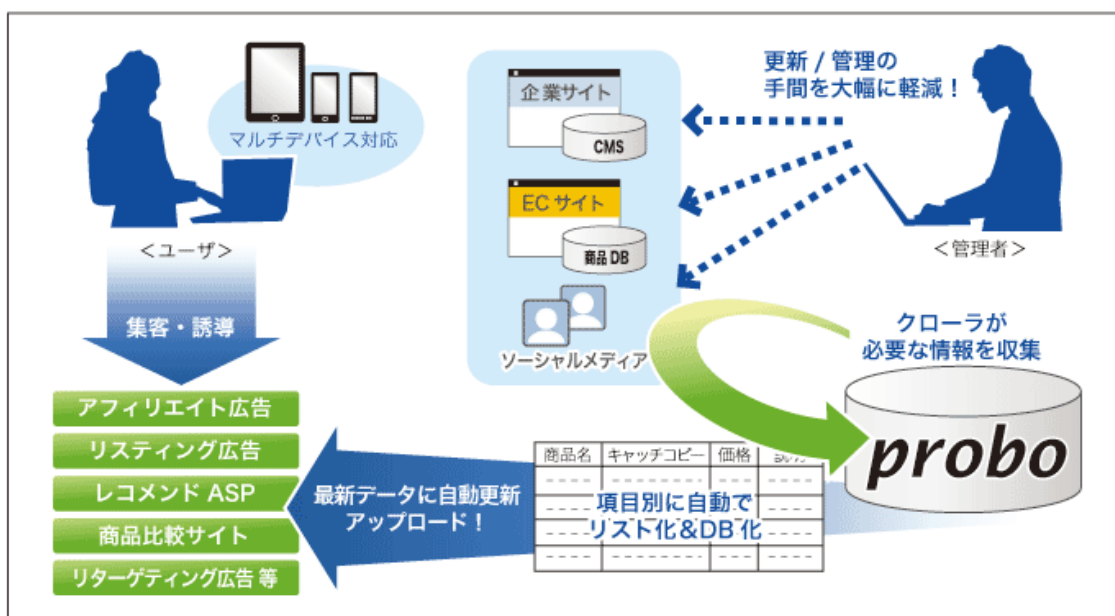 マルチデバイス対応
<ユーザ>
集客・誘導
企業サイト
CMS
ECサイト
商品DB
ソーシャルメディア
更新 / 管理の
手間を大幅に軽減！
<管理者>
クローラが
必要な情報を収集
probo
商品名 キャッチコピー 価格
項目別に自動で
リスト化＆DB化
最新データに自動更新
アップロード！
アフィリエイト広告
リスティング広告
レコメンド ASP
商品比較サイト
リターゲティング広告 等